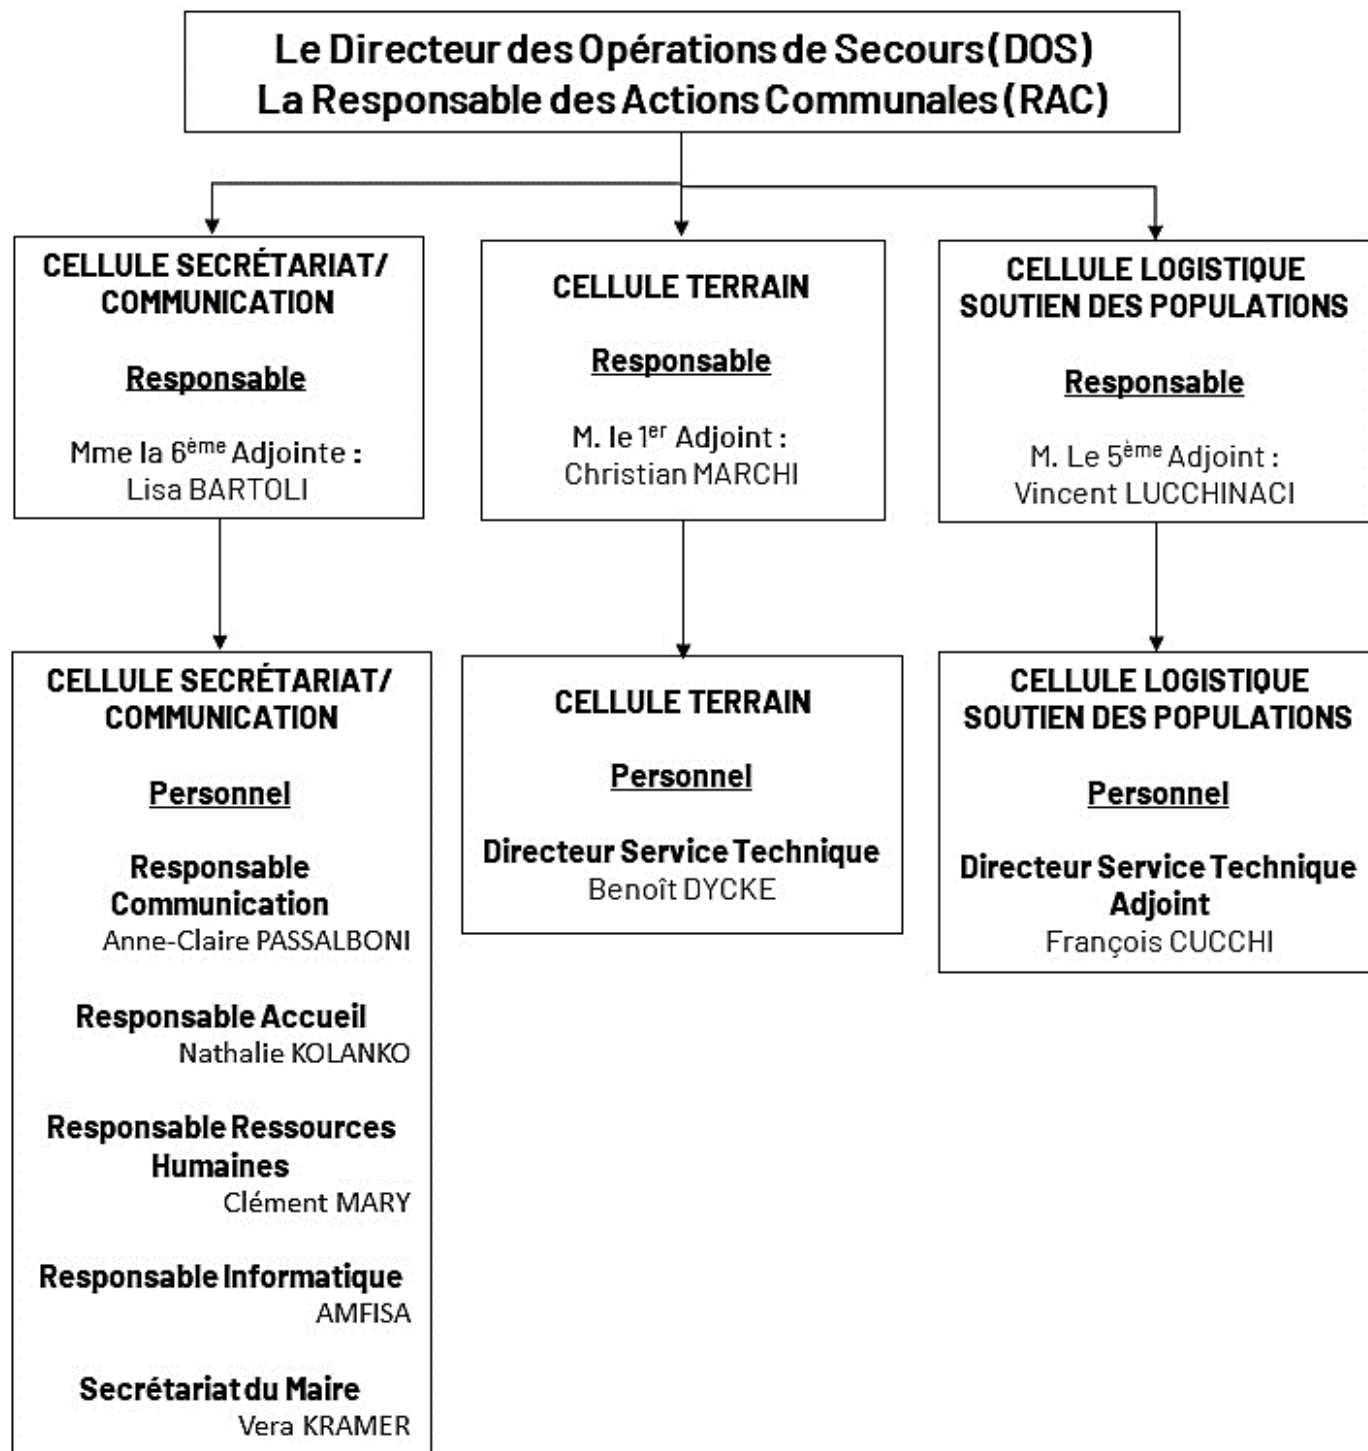 Le Directeur des Opérations de Secours (DOS)
La Responsable des Actions Communales (RAC)
CELLULE SECRÉTARIAT/
COMMUNICATION
Responsable
Mme la 6ème Adjointe :
Lisa BARTOLI
CELLULE TERRAIN
Responsable
M. le 1er Adjoint :
Christian MARCHI
CELLULE LOGISTIQUE
SOUTIEN DES POPULATIONS
Responsable
M. Le 5ème Adjoint :
Vincent LUCCHINACI
CELLULE SECRÉTARIAT/
COMMUNICATION
Personnel
Responsable
Communication
Anne-Claire PASSALBONI
Responsable Accueil
Nathalie KOLANKO
Responsable Ressources
Humaines
Clément MARY
Responsable Informatique
AMFISA
Secrétariat du Maire
Vera KRAMER
CELLULE TERRAIN
Personnel
Directeur Service Technique
Benoît DYCKE
CELLULE LOGISTIQUE
SOUTIEN DES POPULATIONS
Personnel
Directeur Service Technique
Adjoint
François CUCCHI